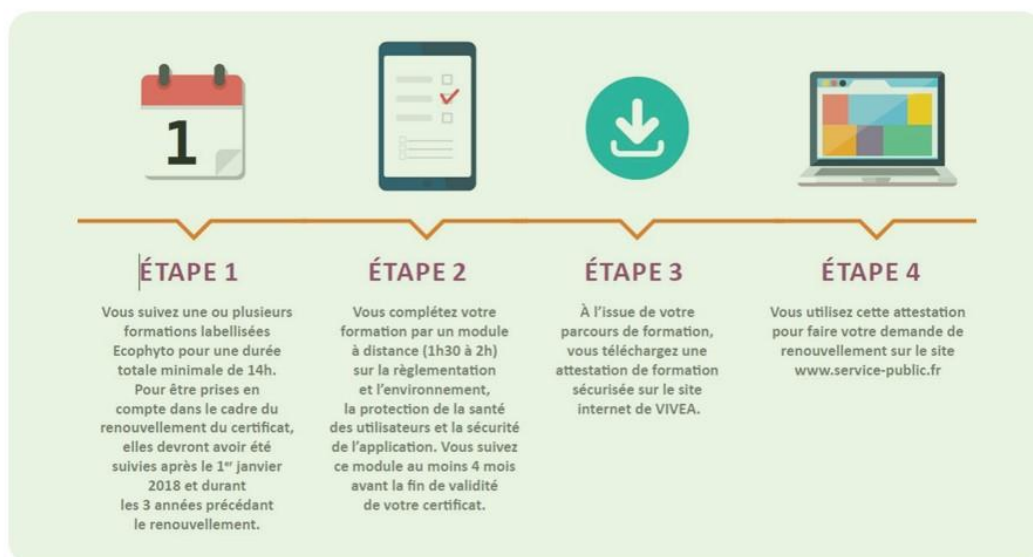 1
ÉTAPE 1
Vous suivez une ou plusieurs
formations labellisées
Ecophyto pour une durée
totale minimale de 14h.
Pour être prises en
compte dans le cadre du
renouvellement du certificat,
elles devront avoir été
suivies après le 1er janvier
2018 et durant
les 3 années précédant
le renouvellement.
ÉTAPE 2
Vous complétez votre
formation par un module
à distance (1h30 à 2h)
sur la règlementation
et l'environnement,
la protection de la santé
des utilisateurs et la sécurité
de l'application. Vous suivez
ce module au moins 4 mois
avant la fin de validité
de votre certificat.
ÉTAPE 3
À l'issue de votre
parcours de formation,
vous téléchargez une
attestation de formation
sécurisée sur le site
internet de VIVEA.
ÉTAPE 4
Vous utilisez cette attestation
pour faire votre demande de
renouvellement sur le site
www.service-public.fr